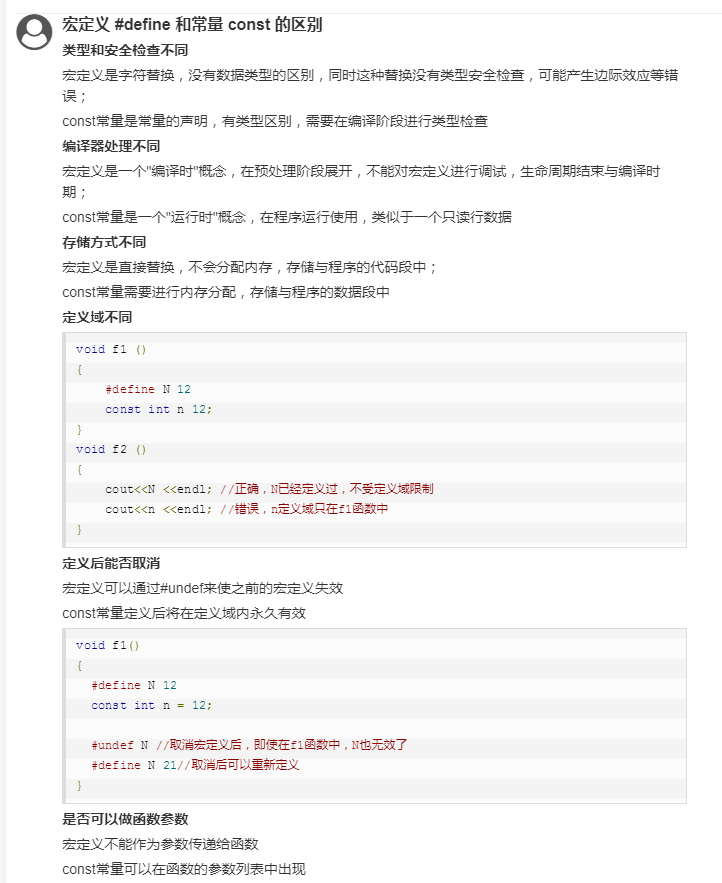 宏定义 #define 和常量 const 的区别
类型和安全检查不同
宏定义是字符替换，没有数据类型的区别，同时这种替换没有类型安全检查，可能产生边际效应等错
误；
const常量是常量的声明，有类型区别，需要在编译阶段进行类型检查
编译器处理不同
宏定义是一个"编译时"概念，在预处理阶段展开，不能对宏定义进行调试，生命周期结束与编译时
期；
const常量是一个"运行时"概念，在程序运行使用，类似于一个只读行数据
存储方式不同
宏定义是直接替换，不会分配内存，存储与程序的代码段中；
const常量需要进行内存分配，存储与程序的数据段中
定义域不同
void f1 ()
{
    #define N 12
    const int n 12;
}
void f2 ()
{
    cout<<N <<endl; //正确，N已经定义过，不受定义域限制
    cout<<n <<endl; //错误，n定义域只在f1函数中
}
定义后能否取消
宏定义可以通过#undef来使之前的宏定义失效
const常量定义后将在定义域内永久有效
void f1()
{
  #define N 12
  const int n = 12;
  #undef N //取消宏定义后，即使在f1函数中，N也无效了
  #define N 21//取消后可以重新定义
}
是否可以做函数参数
宏定义不能作为参数传递给函数
const常量可以在函数的参数列表中出现